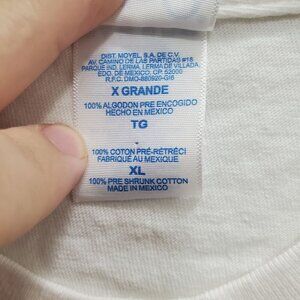 DIST. MOYEL, S.A. DE C.V.
AV. CAMINO DE LAS PARTIDAS #18
PARQUE IND. LERMA, LERMA DE VILLADA
EDO. DE MEXICO, CP. 52000
R.F.C. DMO-880920-GI6
X GRANDE
100% ALGODON PRE ENCOGIDO
HECHO EN MEXICO
TG
100% COTON PRÉ-RÉTRÉCI
FABRIQUÉ AU MEXIQUE
XL
100% PRE SHRUNK COTTON
MADE IN MEXICO